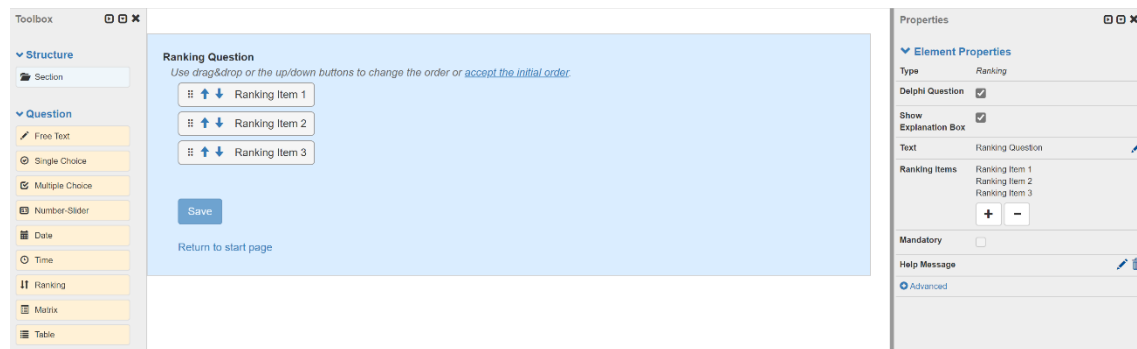 Toolbox
Structure
Section
Question
Free Text
Single Choice
Multiple Choice
Number-Slider
Date
Time
Ranking
Matrix
Table
Ranking Question
Use drag&drop or the up/down buttons to change the order or accept the initial order.
Ranking Item 1
Ranking Item 2
Ranking Item 3
Save
Return to start page
Properties
Element Properties
Type Ranking
Delphi Question
Show
Explanation Box
Text Ranking Question
Ranking Items Ranking Item 1
Ranking Item 2
Ranking Item 3
+ −
Mandatory
Help Message
Advanced